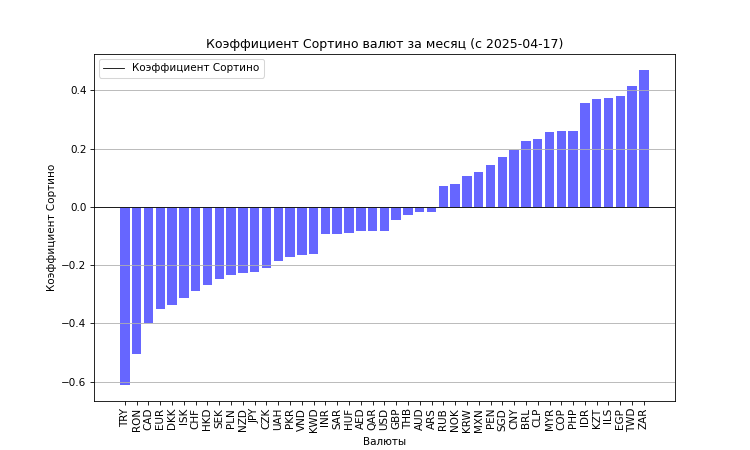 Коэффициент Сортино валют за месяц (с 2025-04-17)
Коэффициент Сортино
Коэффициент Сортино
0.4
0.2
0.0
−0.2
−0.4
−0.6
TRY RON CAD EUR DKK ISK CHF HKD SEK PLN NZD JPY CZK UAH PKR VND KWD INR SAR HUF AED QAR USD GBP THB AUD ARS RUB NOK KRW MXN PEN SGD CNY BRL CLP MYR COP PHP IDR KZT ILS EGP TWD ZAR
Валюты